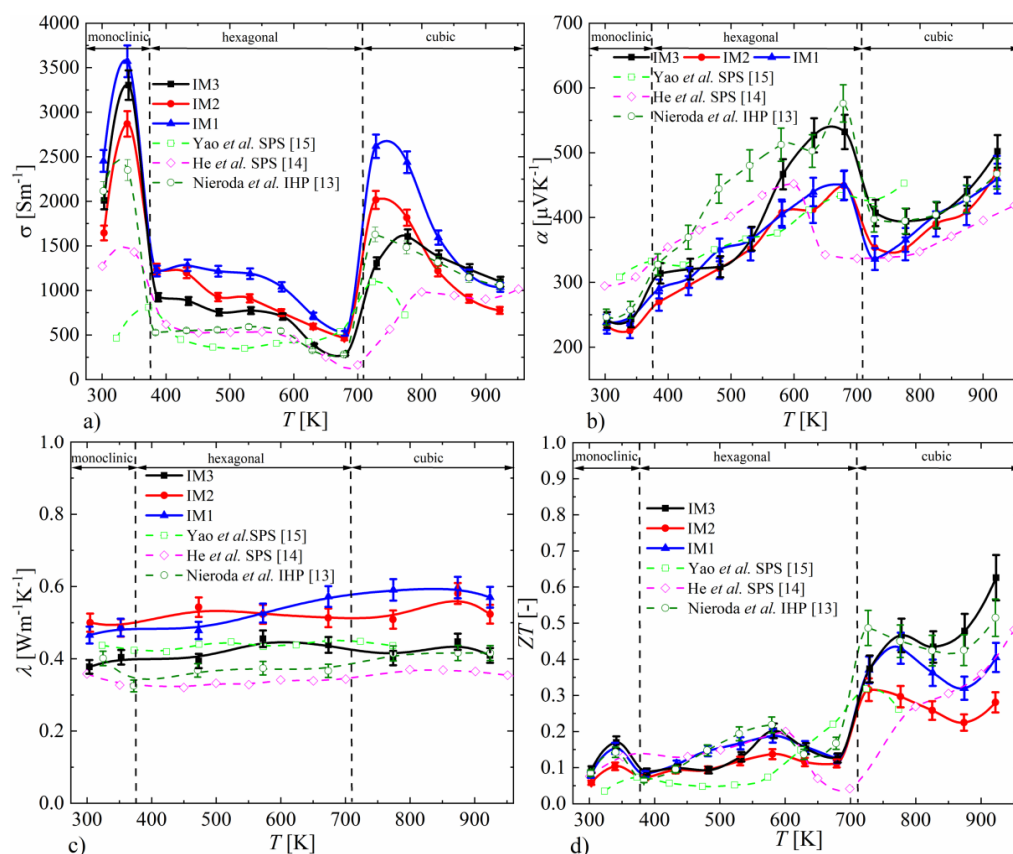 monoclinic hexagonal cubic
4000
3500
3000
2500
2000
1500
1000
500
0
σ [Sm⁻¹]
IM3
IM2
IM1
Yao et al. SPS [15]
He et al. SPS [14]
Nieroda et al. IHP [13]
300 400 500 600 700 800 900
T [K]
a)
monoclinic hexagonal cubic
700
600
500
400
300
200
α [μVK⁻¹]
IM3 IM2 IM1
Yao et al. SPS [15]
He et al. SPS [14]
Nieroda et al. IHP [13]
300 400 500 600 700 800 900
T [K]
b)
monoclinic hexagonal cubic
1.0
0.8
0.6
0.4
0.2
0.0
λ [Wm⁻¹K⁻¹]
IM3
IM2
IM1
Yao et al.SPS [15]
He et al. SPS [14]
Nieroda et al. IHP [13]
300 400 500 600 700 800 900
T [K]
c)
monoclinic hexagonal cubic
1.0
0.9
0.8
0.7
0.6
0.5
0.4
0.3
0.2
0.1
0.0
ZT [-]
IM3
IM2
IM1
Yao et al. SPS [15]
He et al. SPS [14]
Nieroda et al. IHP [13]
300 400 500 600 700 800 900
T [K]
d)